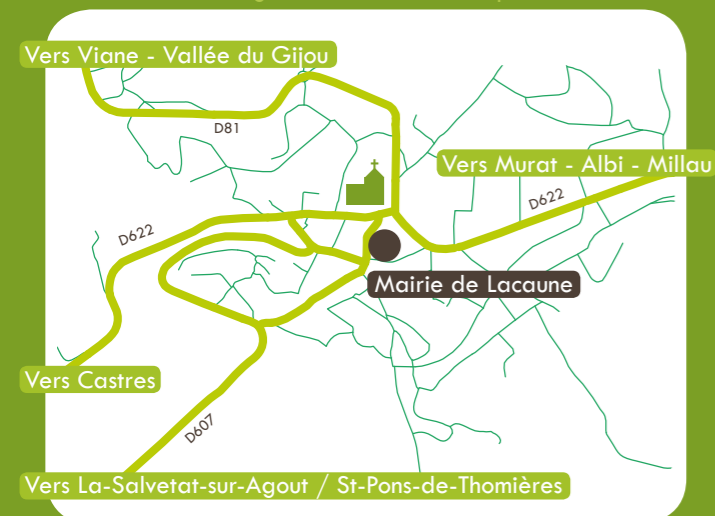 Vers Viane - Vallée du Gijou
D81
Vers Murat - Albi - Millau
D622
D622
Mairie de Lacaune
Vers Castres
D607
Vers La-Salvetat-sur-Agout / St-Pons-de-Thomières